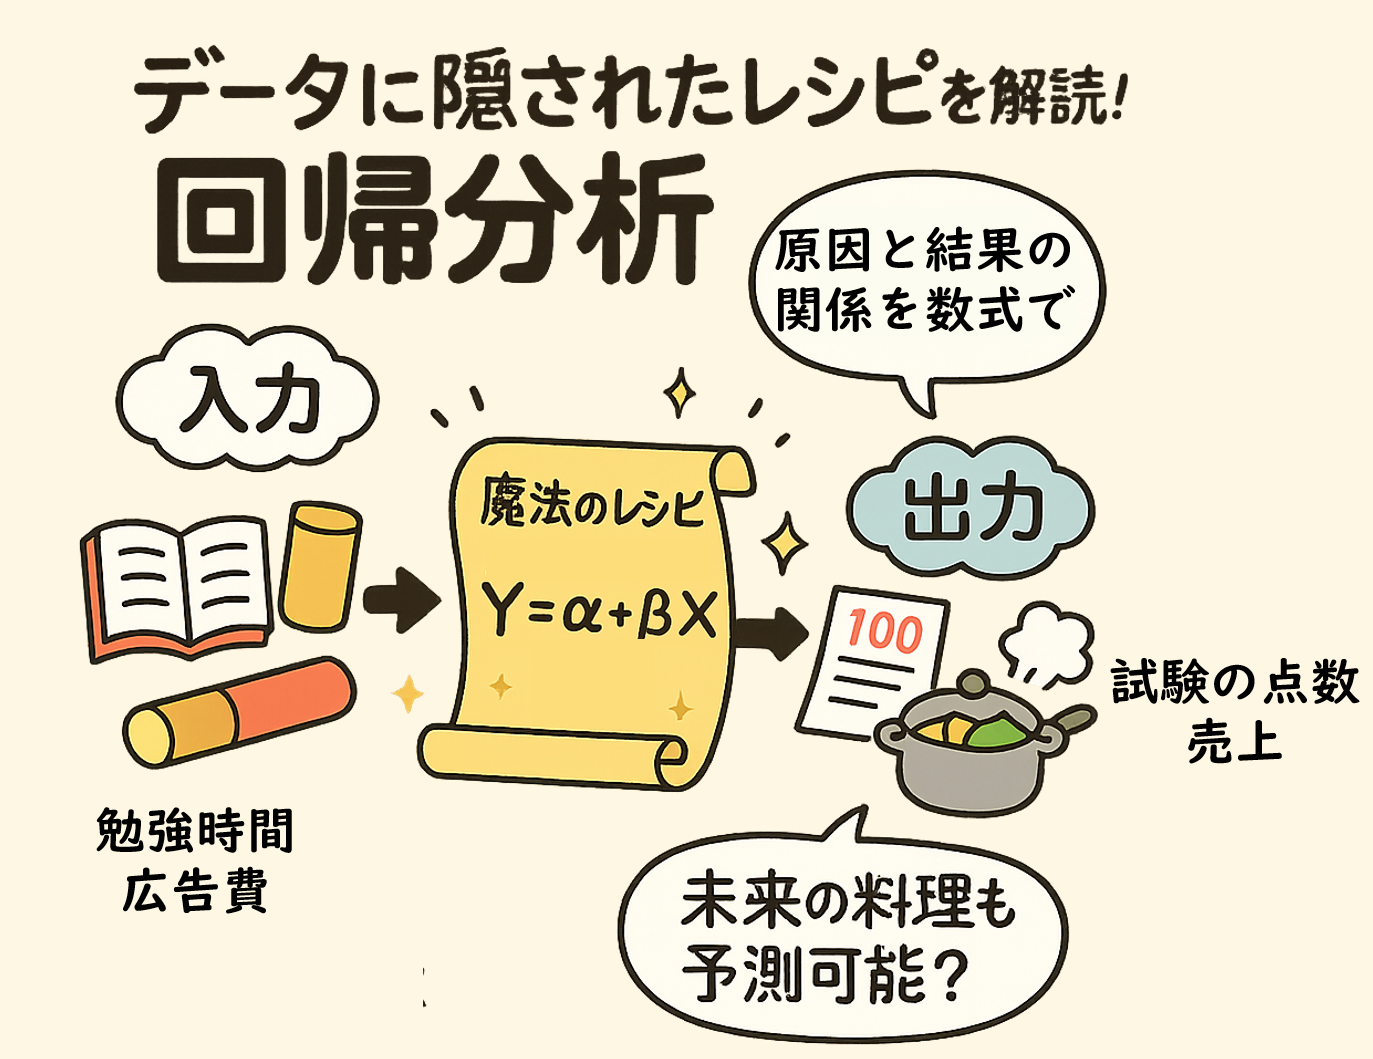 データに隠されたレシピを解読!
回帰分析
原因と結果の
関係を数式で
入力
魔法のレシピ
Y=α+βX
出力
100
試験の点数
売上
勉強時間
広告費
未来の料理も
予測可能?